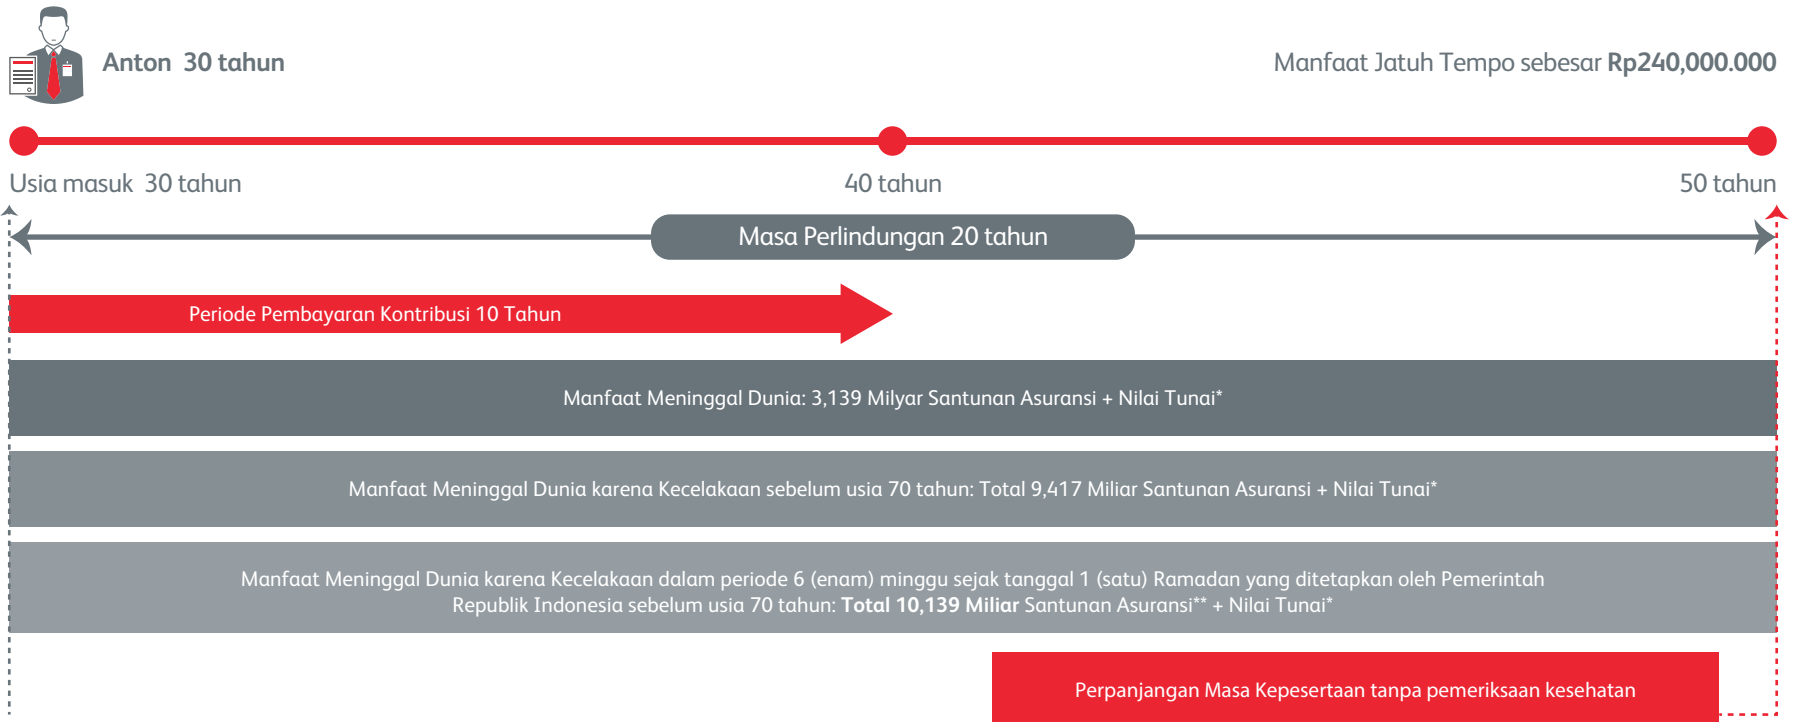 Anton 30 tahun
Manfaat Jatuh Tempo sebesar Rp240,000.000
Usia masuk 30 tahun
40 tahun
50 tahun
Masa Perlindungan 20 tahun
Periode Pembayaran Kontribusi 10 Tahun
Manfaat Meninggal Dunia: 3,139 Milyar Santunan Asuransi + Nilai Tunai*
Manfaat Meninggal Dunia karena Kecelakaan sebelum usia 70 tahun: Total 9,417 Miliar Santunan Asuransi + Nilai Tunai*
Manfaat Meninggal Dunia karena Kecelakaan dalam periode 6 (enam) minggu sejak tanggal 1 (satu) Ramadan yang ditetapkan oleh Pemerintah
Republik Indonesia sebelum usia 70 tahun: Total 10,139 Miliar Santunan Asuransi** + Nilai Tunai*
Perpanjangan Masa Kepesertaan tanpa pemeriksaan kesehatan